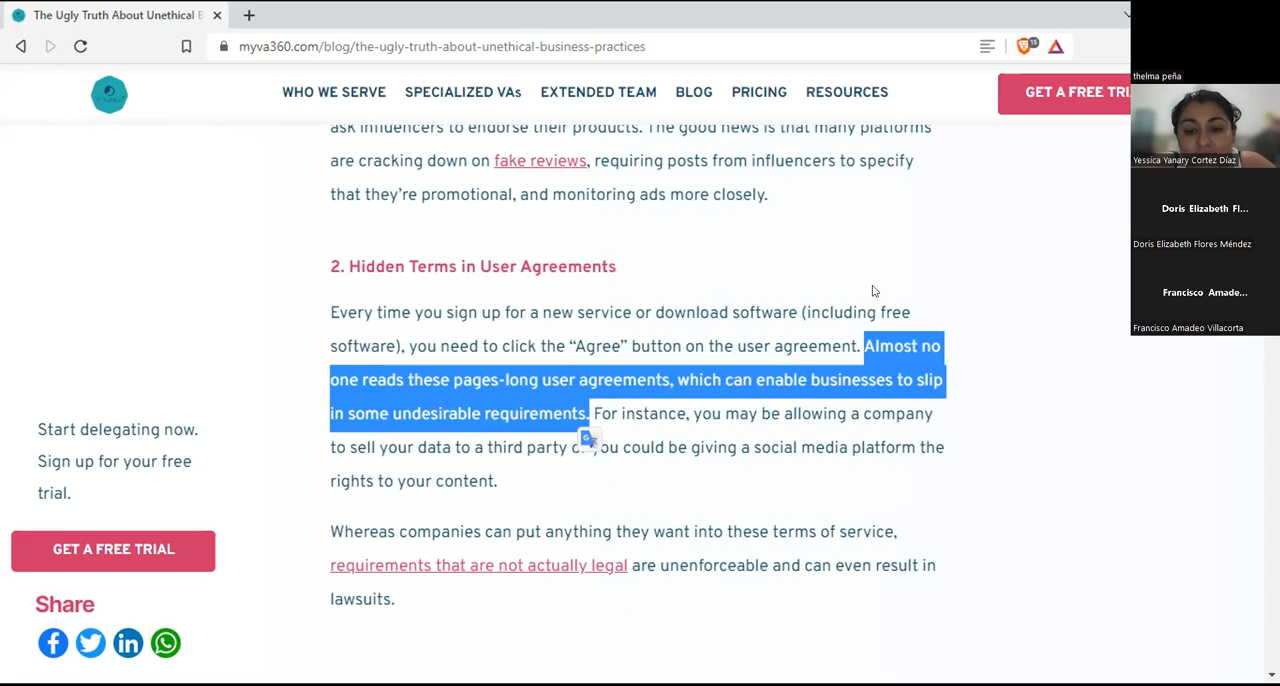 The Ugly Truth About Unethical B
myva360.com/blog/the-ugly-truth-about-unethical-business-practices
15
WHO WE SERVE SPECIALIZED VAs EXTENDED TEAM BLOG PRICING RESOURCES
GET A FREE TRI
ask influencers to endorse their products. The good news is that many platforms
are cracking down on fake reviews, requiring posts from influencers to specify
that they're promotional, and monitoring ads more closely.
2. Hidden Terms in User Agreements
Every time you sign up for a new service or download software (including free
software), you need to click the “Agree” button on the user agreement. Almost no
one reads these pages-long user agreements, which can enable businesses to slip
in some undesirable requirements. For instance, you may be allowing a company
to sell your data to a third party or you could be giving a social media platform the
rights to your content.
Whereas companies can put anything they want into these terms of service,
requirements that are not actually legal are unenforceable and can even result in
lawsuits.
Start delegating now.
Sign up for your free
trial.
GET A FREE TRIAL
Share
thelma peña
Yessica Yanary Cortez Díaz
Doris Elizabeth Fl...
Doris Elizabeth Flores Méndez
Francisco Amade...
Francisco Amadeo Villacorta